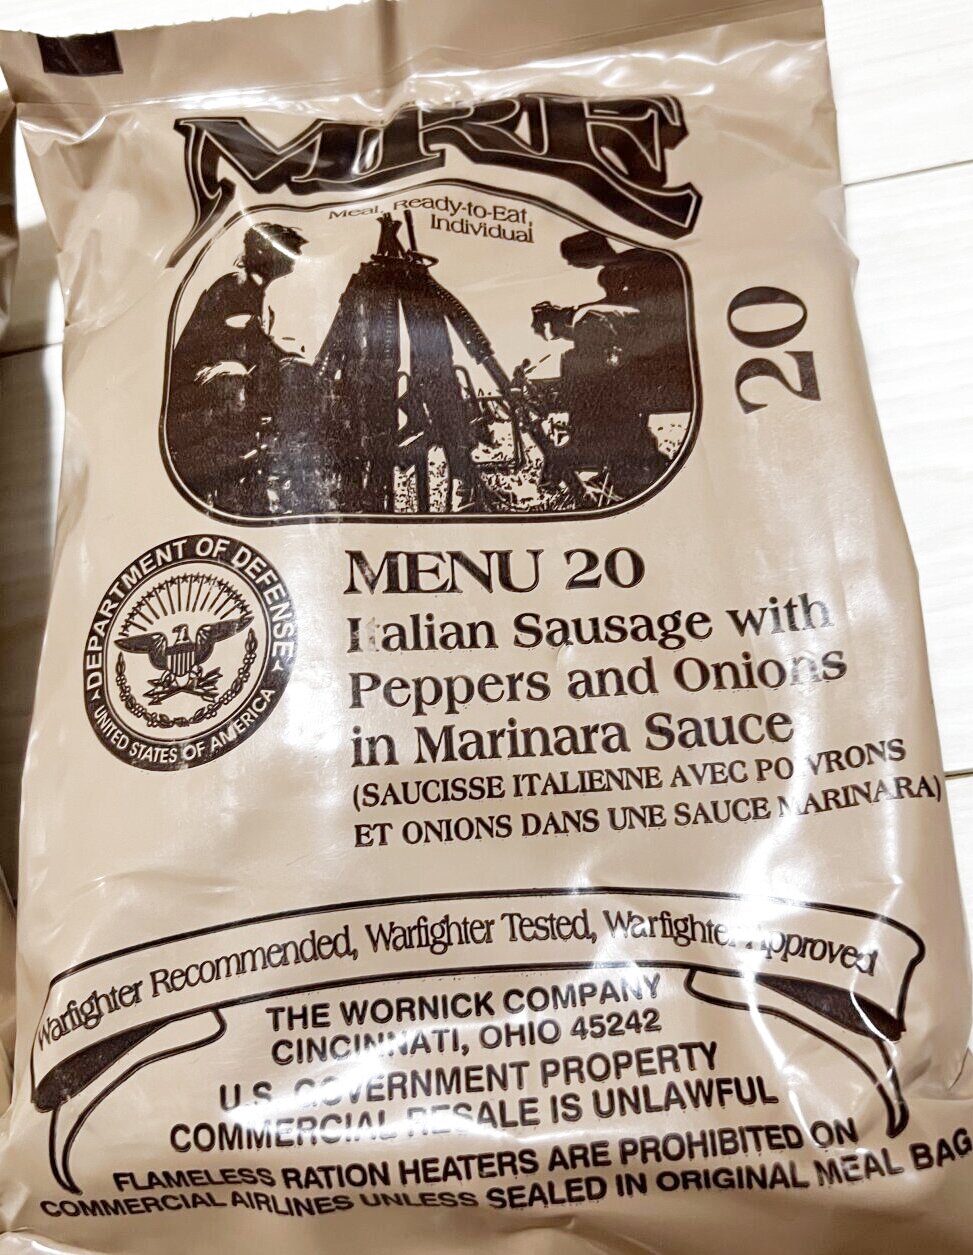 MRE
Meal, Ready-to-Eat,
Individual
20
DEPARTMENT OF DEFENSE
UNITED STATES OF AMERICA
MENU 20
Italian Sausage with
Peppers and Onions
in Marinara Sauce
(SAUCISSE ITALIENNE AVEC POIVRONS
ET ONIONS DANS UNE SAUCE MARINARA)
Warfighter Recommended, Warfighter Tested, Warfighter Approved
THE WORNICK COMPANY
CINCINNATI, OHIO 45242
U.S. GOVERNMENT PROPERTY
COMMERCIAL RESALE IS UNLAWFUL
FLAMELESS RATION HEATERS ARE PROHIBITED ON
COMMERCIAL AIRLINES UNLESS SEALED IN ORIGINAL MEAL BAG